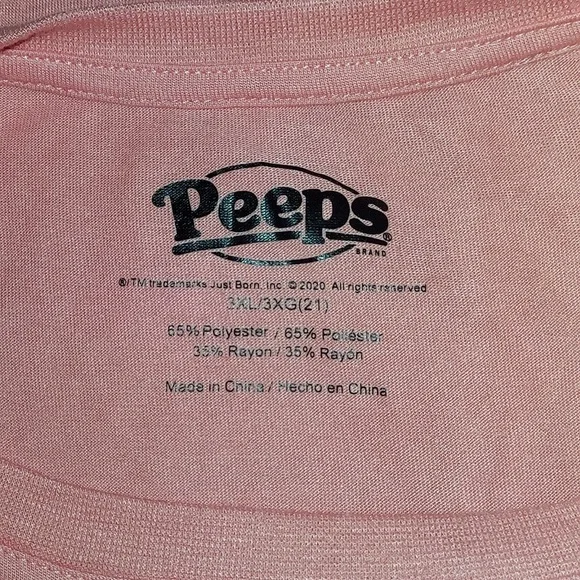 Peeps®
BRAND
®/TM trademarks Just Born, Inc. © 2020 All rights reserved
3XL/3XG(21)
65% Polyester / 65% Poliéster
35% Rayon / 35% Rayón
Made in China / Hecho en China